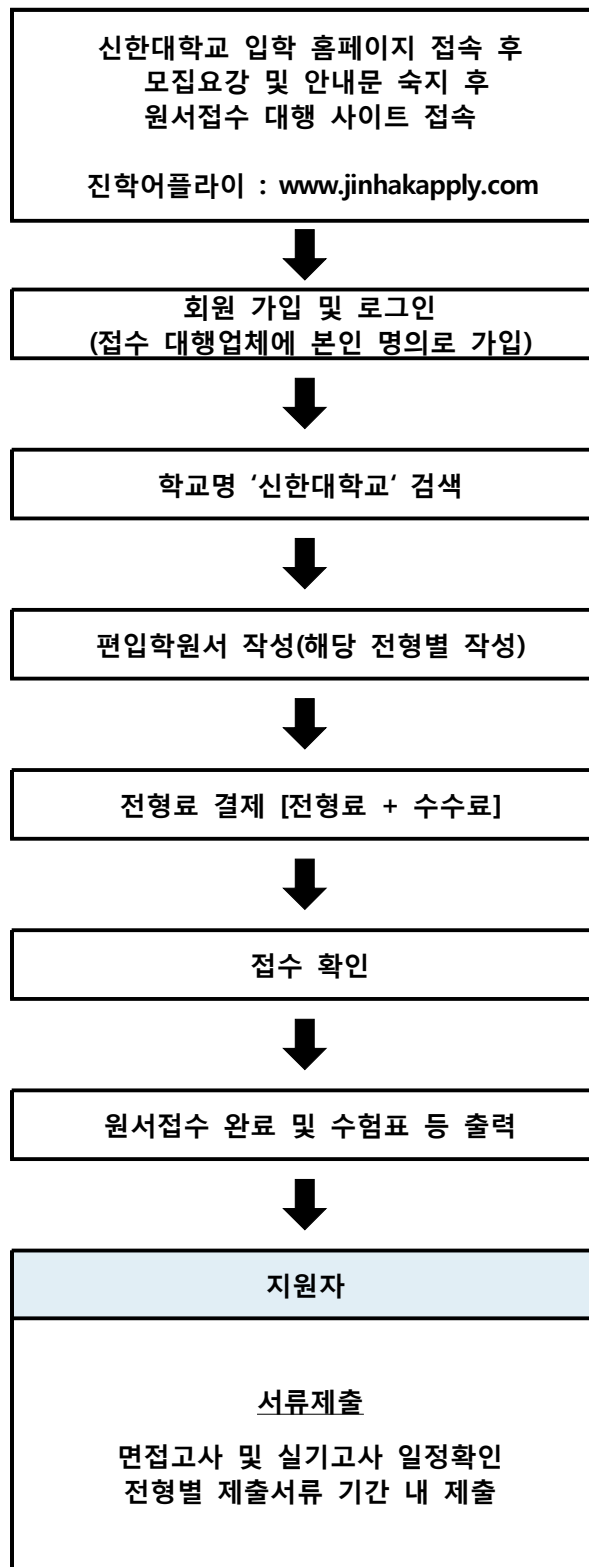 신한대학교 입학 홈페이지 접속 후
모집요강 및 안내문 숙지 후
원서접수 대행 사이트 접속
진학어플라이 : www.jinhakapply.com
회원 가입 및 로그인
(접수 대행업체에 본인 명의로 가입)
학교명 ‘신한대학교‘ 검색
편입학원서 작성(해당 전형별 작성)
전형료 결제 [전형료 + 수수료]
접수 확인
원서접수 완료 및 수험표 등 출력
지원자
서류제출
면접고사 및 실기고사 일정확인
전형별 제출서류 기간 내 제출